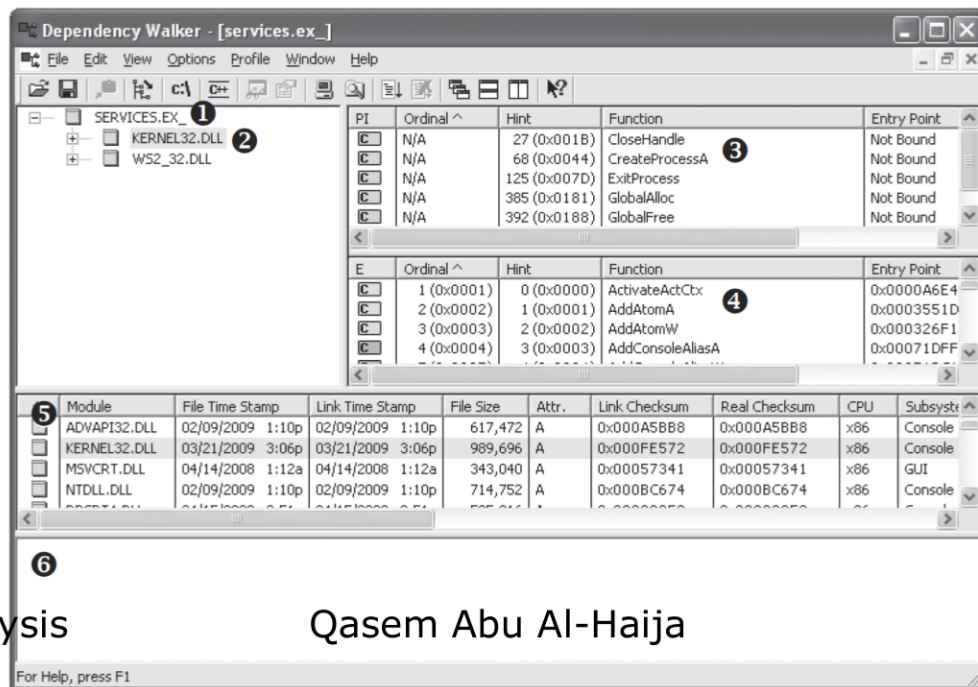 Dependency Walker - [services.ex_]
File Edit View Options Profile Window Help
C:\ C++
SERVICES.EX_ 1
KERNEL32.DLL 2
WS2_32.DLL
PI Ordinal ^ Hint Function Entry Point
C N/A 27 (0x001B) CloseHandle Not Bound
C N/A 68 (0x0044) CreateProcessA 3 Not Bound
C N/A 125 (0x007D) ExitProcess Not Bound
C N/A 385 (0x0181) GlobalAlloc Not Bound
C N/A 392 (0x0188) GlobalFree Not Bound
E Ordinal ^ Hint Function Entry Point
C 1 (0x0001) 0 (0x0000) ActivateActCtx 0x0000A6E4
C 2 (0x0002) 1 (0x0001) AddAtomA 4 0x0003551D
C 3 (0x0003) 2 (0x0002) AddAtomW 0x000326F1
C 4 (0x0004) 3 (0x0003) AddConsoleAliasA 0x00071DFF
5 Module File Time Stamp Link Time Stamp File Size Attr. Link Checksum Real Checksum CPU Subsyste
ADVAPI32.DLL 02/09/2009 1:10p 02/09/2009 1:10p 617,472 A 0x000A5BB8 0x000A5BB8 x86 Console
KERNEL32.DLL 03/21/2009 3:06p 03/21/2009 3:06p 989,696 A 0x000FE572 0x000FE572 x86 Console
MSVCRT.DLL 04/14/2008 1:12a 04/14/2008 1:12a 343,040 A 0x00057341 0x00057341 x86 GUI
NTDLL.DLL 02/09/2009 1:10p 02/09/2009 1:10p 714,752 A 0x000BC674 0x000BC674 x86 Console
6
ysis Qasem Abu Al-Haija
For Help, press F1